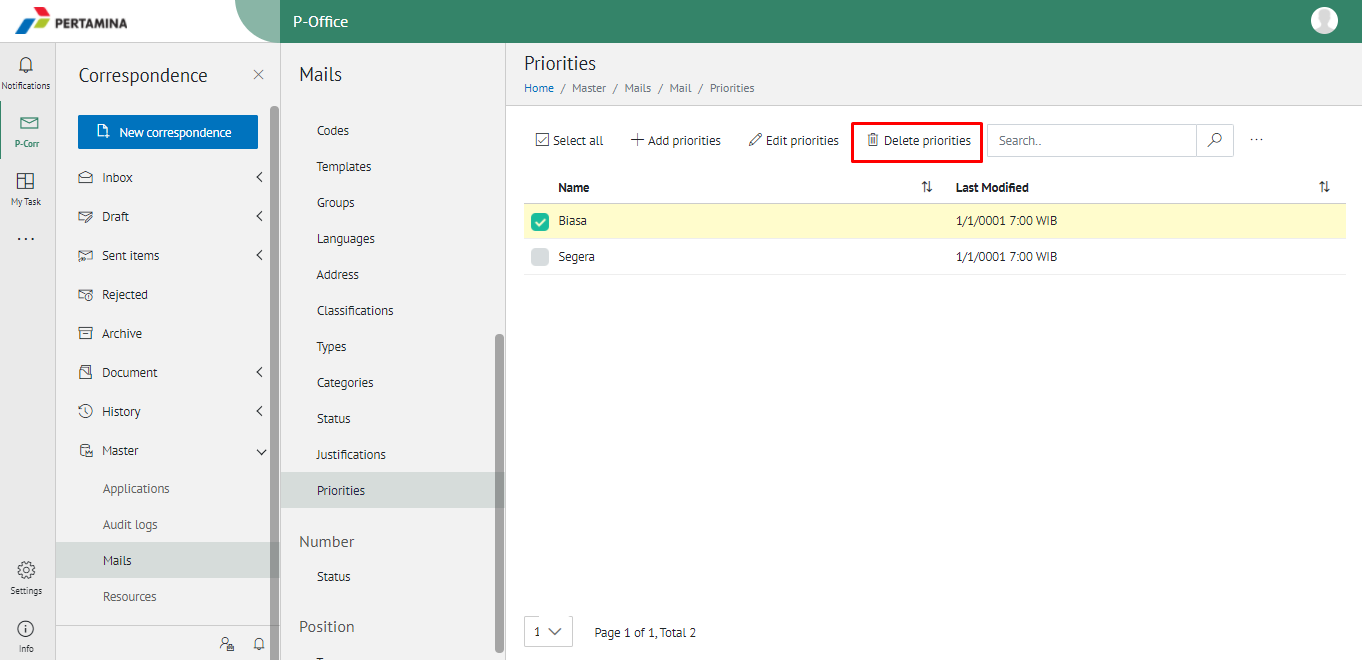 PERTAMINA
P-Office
Notifications
P-Corr
My Task
Settings
Info
Correspondence
New correspondence
Inbox
Draft
Sent items
Rejected
Archive
Document
History
Master
Applications
Audit logs
Mails
Resources
Mails
Codes
Templates
Groups
Languages
Address
Classifications
Types
Categories
Status
Justifications
Priorities
Number
Status
Position
Priorities
Home / Master / Mails / Mail / Priorities
Select all Add priorities Edit priorities Delete priorities Search.. ...
Name Last Modified
Biasa 1/1/0001 7:00 WIB
Segera 1/1/0001 7:00 WIB
1 Page 1 of 1, Total 2